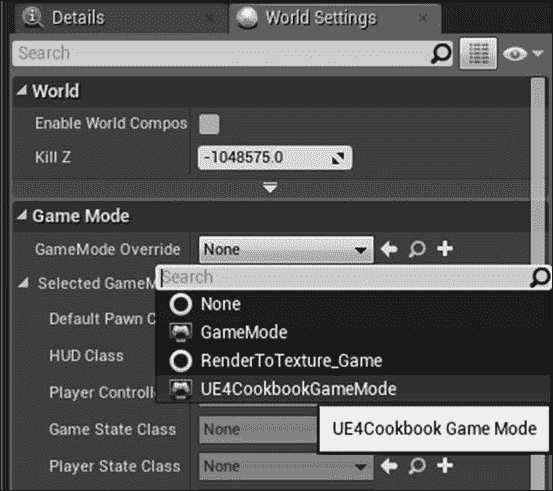 Details
World Settings
Search
World
Enable World Compos
Kill Z
-1048575.0
Game Mode
GameMode Override
None
Selected GameM
Search
None
Default Pawn C
GameMode
HUD Class
RenderToTexture_Game
Player Controlle
UE4CookbookGameMode
Game State Class
None
UE4Cookbook Game Mode
Player State Class
None